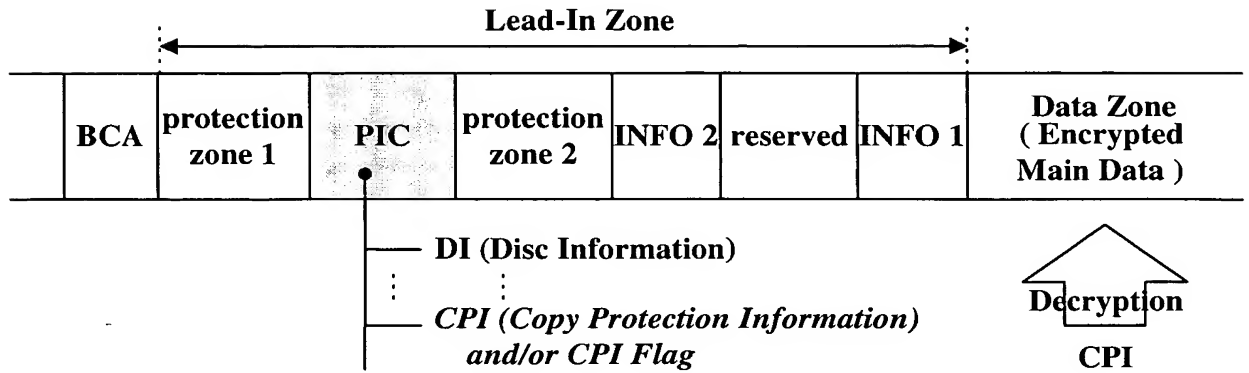 Lead-In Zone
BCA
protection
zone 1
PIC
protection
zone 2
INFO 2
reserved
INFO 1
Data Zone
( Encrypted
Main Data )
DI (Disc Information)
CPI (Copy Protection Information)
and/or CPI Flag
Decryption
CPI